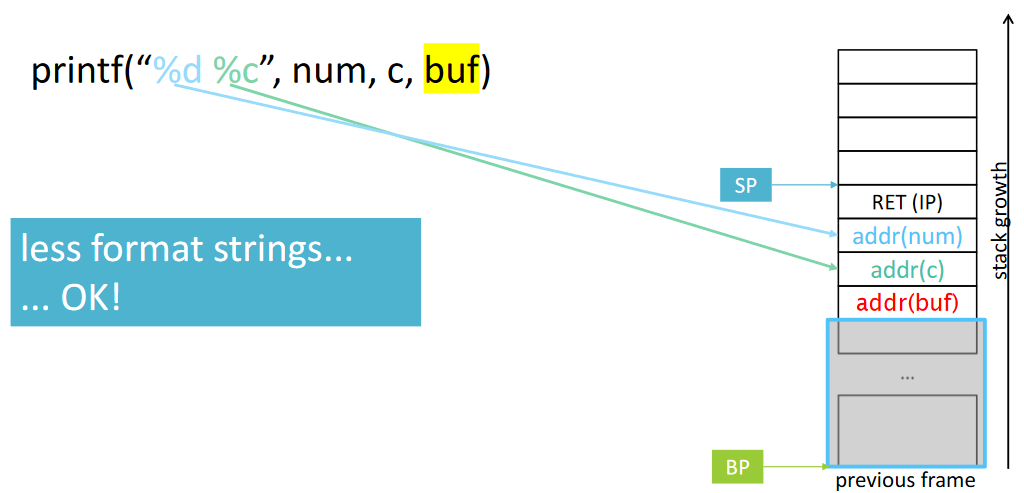 printf(“%d %c”, num, c, buf)
less format strings...
... OK!
SP
RET (IP)
addr(num)
addr(c)
addr(buf)
...
BP
previous frame
stack growth